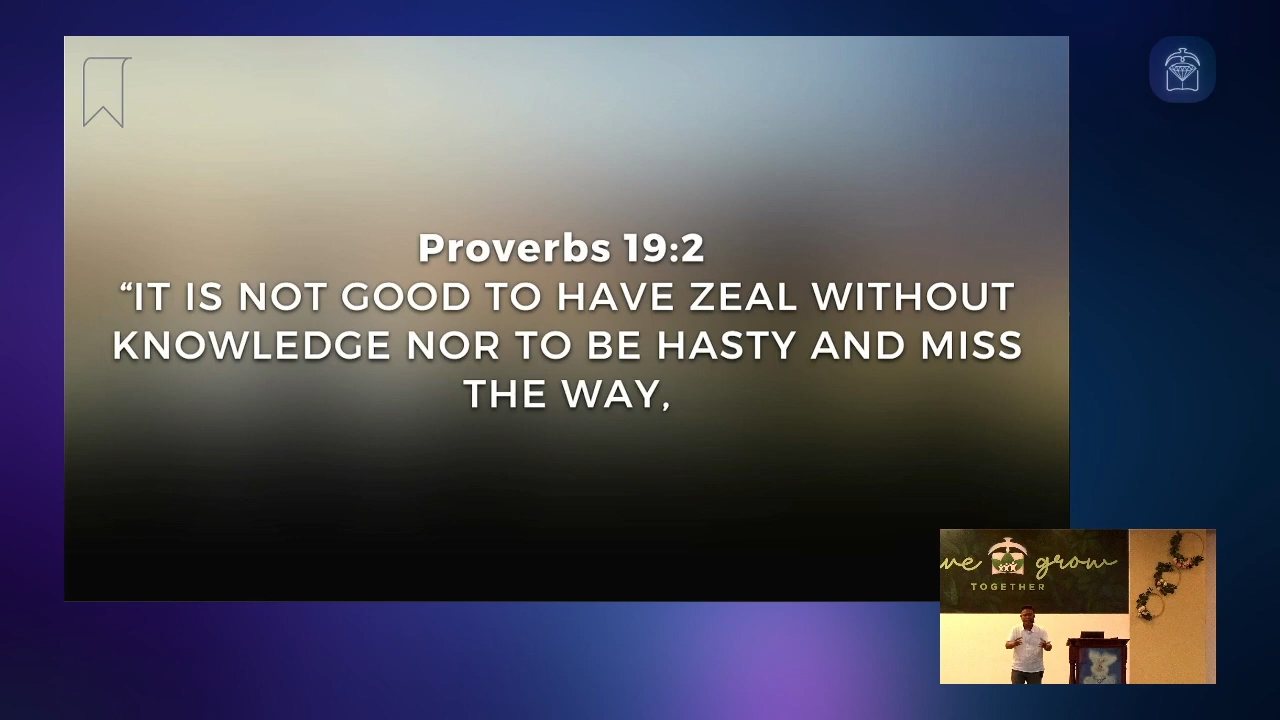 Proverbs 19:2
“IT IS NOT GOOD TO HAVE ZEAL WITHOUT
KNOWLEDGE NOR TO BE HASTY AND MISS
THE WAY,
we grow
TOGETHER